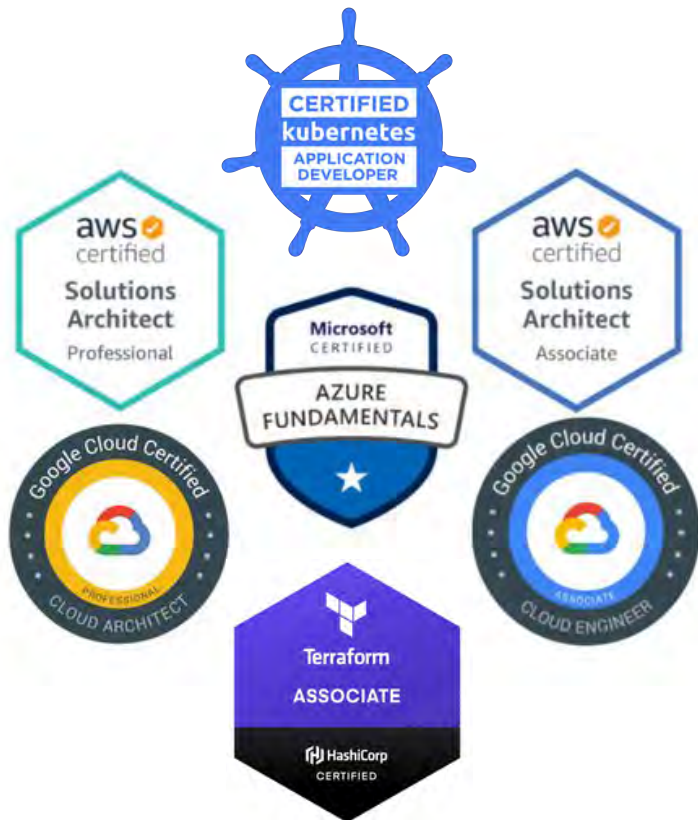 CERTIFIED
kubernetes
APPLICATION
DEVELOPER
aws
certified
Solutions
Architect
Professional
aws
certified
Solutions
Architect
Associate
Microsoft
CERTIFIED
AZURE
FUNDAMENTALS
Google Cloud Certified
PROFESSIONAL
CLOUD ARCHITECT
Google Cloud Certified
ASSOCIATE
CLOUD ENGINEER
Terraform
ASSOCIATE
HashiCorp
CERTIFIED